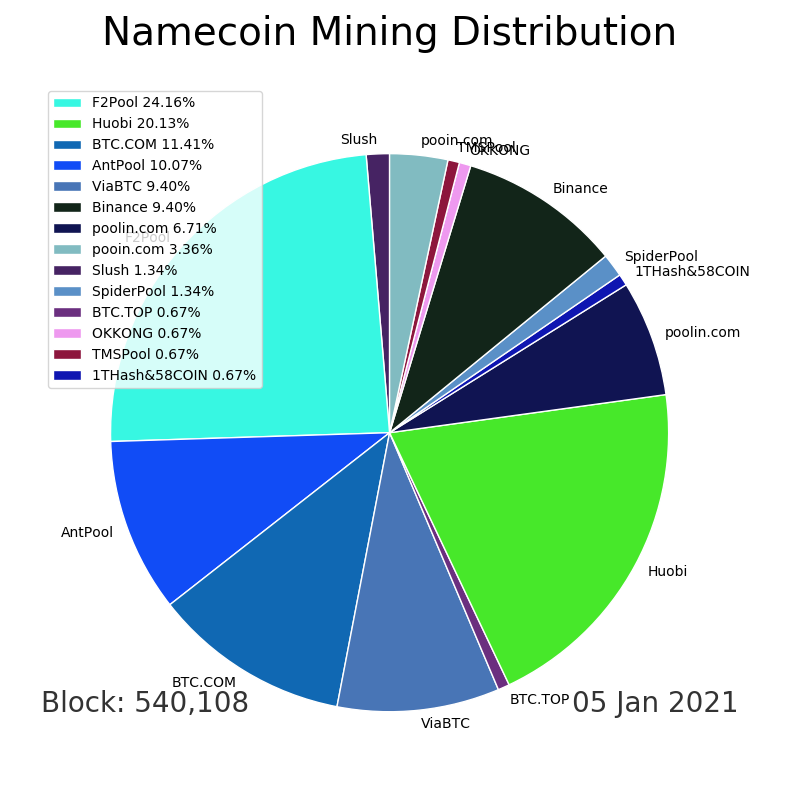 Namecoin Mining Distribution
F2Pool 24.16%
Huobi 20.13%
BTC.COM 11.41%
AntPool 10.07%
ViaBTC 9.40%
Binance 9.40%
poolin.com 6.71%
pooin.com 3.36%
Slush 1.34%
SpiderPool 1.34%
BTC.TOP 0.67%
OKKONG 0.67%
TMSPool 0.67%
1THash&58COIN 0.67%
Slush
pooin.com
TMSPool
OKKONG
Binance
F2Pool
SpiderPool
1THash&58COIN
poolin.com
AntPool
Huobi
BTC.COM
BTC.TOP
ViaBTC
Block: 540,108
05 Jan 2021